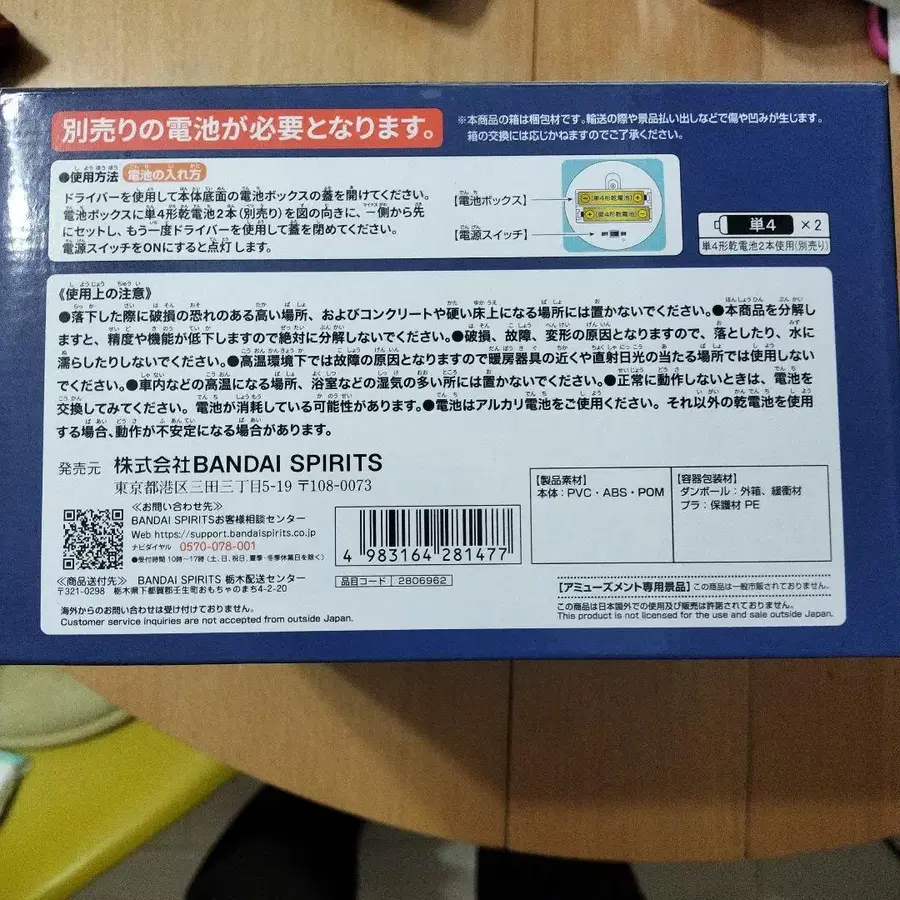 別売りの電池が必要となります。
※本商品の箱は梱包材です。輸送の際や景品払い出しなどで傷や凹みが生じます。
箱の交換には応じかねますのでご了承ください。
●使用方法 電池の入れ方
ドライバーを使用して本体底面の電池ボックスの蓋を開けてください。
電池ボックスに単4形乾電池2本(別売り)を図の向きに、ー側から先
にセットし、もう一度ドライバーを使用して蓋を閉めてください。
電源スイッチをONにすると点灯します。
【電池ボックス】
【電源スイッチ】
単4形乾電池
単4形乾電池
OFF ON
単4 ×2
単4形乾電池2本使用(別売り)
《使用上の注意》
●落下した際に破損の恐れのある高い場所、およびコンクリートや硬い床上になる場所には置かないでください。●本商品を分解し
ますと、精度や機能が低下しますので絶対に分解しないでください。●破損、故障、変形の原因となりますので、落としたり、水に
濡らしたりしないでください。●高温環境下では故障の原因となりますので暖房器具の近くや直射日光の当たる場所では使用しない
でください。●車内などの高温になる場所、浴室などの湿気の多い所には置かないでください。●正常に動作しないときは、電池を
交換してみてください。電池が消耗している可能性があります。●電池はアルカリ電池をご使用ください。それ以外の乾電池を使用
する場合、動作が不安定になる場合があります。
発売元 株式会社BANDAI SPIRITS
東京都港区三田三丁目5-19 〒108-0073
≪お問い合わせ先≫
BANDAI SPIRITSお客様相談センター
Web https://support.bandaispirits.co.jp
ナビダイヤル 0570-078-001
●受付時間 10時〜17時(土、日、祝日、夏季・冬季休業日を除く)
≪商品送付先≫ BANDAI SPIRITS 栃木配送センター
〒321-0298 栃木県下都賀郡壬生町おもちゃのまち4-2-20
海外からのお問い合わせは受け付けておりません。
Customer service inquiries are not accepted from outside Japan.
4 983164 281477
品目コード 2806962
【製品素材】
本体：PVC・ABS・POM
【容器包装材】
ダンボール：外箱、緩衝材
プラ：保護材 PE
【アミューズメント専用景品】この商品は一般市販されておりません。
この商品は日本国外での使用及び販売は許諾されておりません。
This product is not licensed for the use and sale outside Japan.